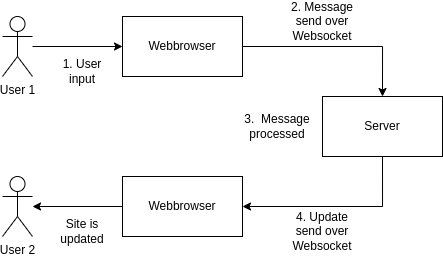 2. Message
send over
Websocket
Webbrowser
1. User
input
User 1
3. Message
processed
Server
Webbrowser
Site is
updated
4. Update
send over
Websocket
User 2